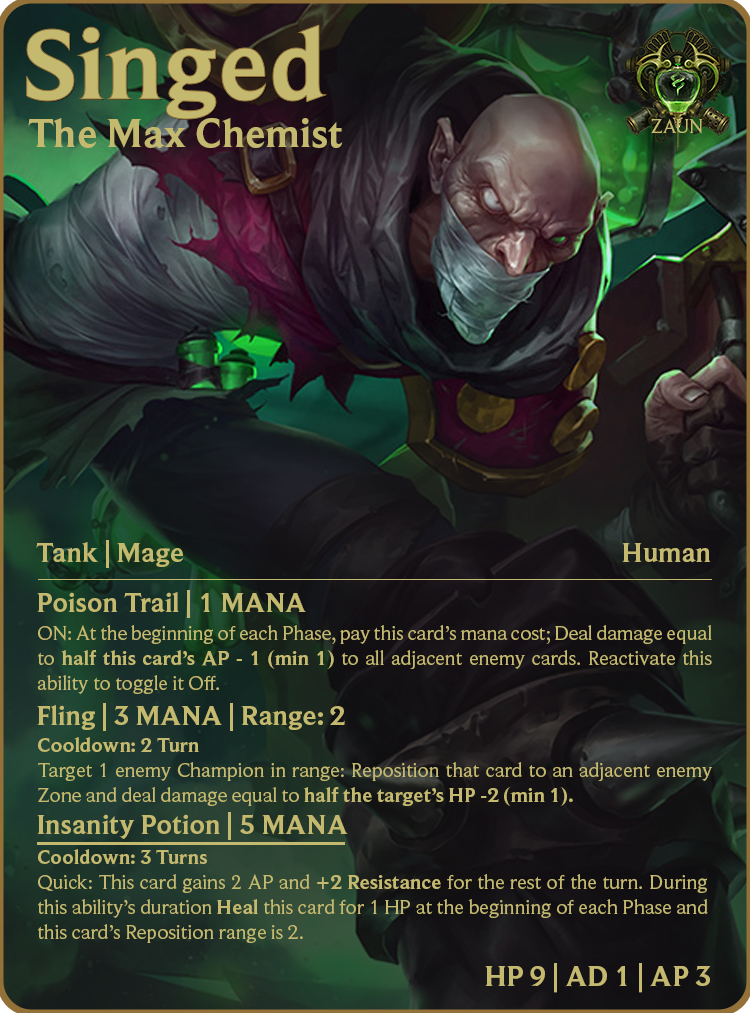 Singed
ZAUN
The Max Chemist
Tank | Mage
Human
Poison Trail | 1 MANA
ON: At the beginning of each Phase, pay this card's mana cost; Deal damage equal
to half this card's AP - 1 (min 1) to all adjacent enemy cards. Reactivate this
ability to toggle it Off.
Fling | 3 MANA | Range: 2
Cooldown: 2 Turn
Target 1 enemy Champion in range: Reposition that card to an adjacent enemy
Zone and deal damage equal to half the target's HP -2 (min 1).
Insanity Potion | 5 MANA
Cooldown: 3 Turns
Quick: This card gains 2 AP and +2 Resistance for the rest of the turn. During
this ability's duration Heal this card for 1 HP at the beginning of each Phase and
this card's Reposition range is 2.
HP 9 | AD 1 | AP 3